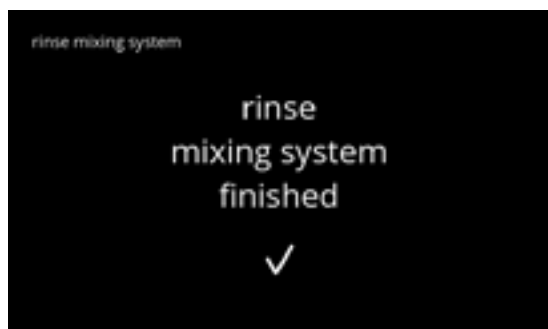 rinse mixing system
rinse
mixing system
finished